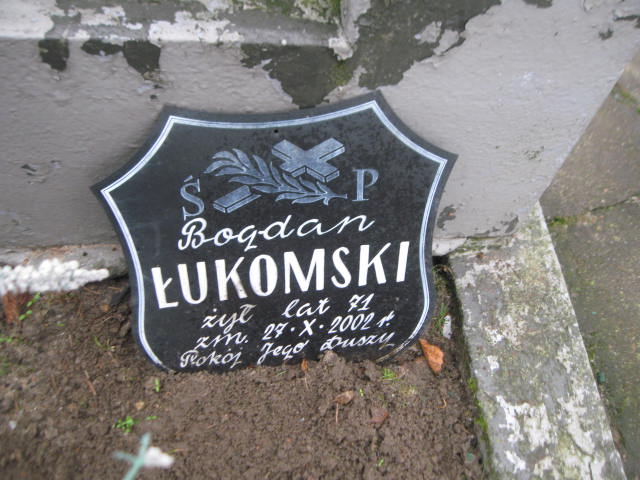 Ś P
Bogdan
ŁUKOMSKI
żył lat 71
zm. 27·X·2002 r.
Pokój Jego Duszy